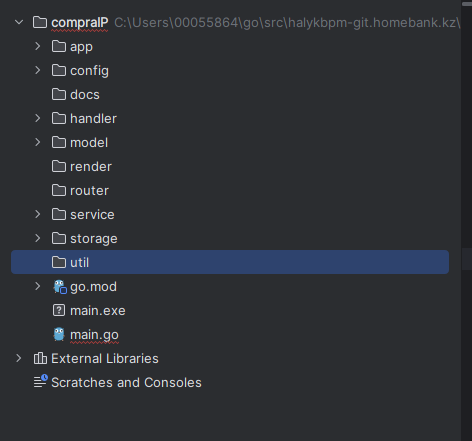 compraIP C:\Users\00055864\go\src\halykbpm-git.homebank.kz\
app
config
docs
handler
model
render
router
service
storage
util
go.mod
main.exe
main.go
External Libraries
Scratches and Consoles